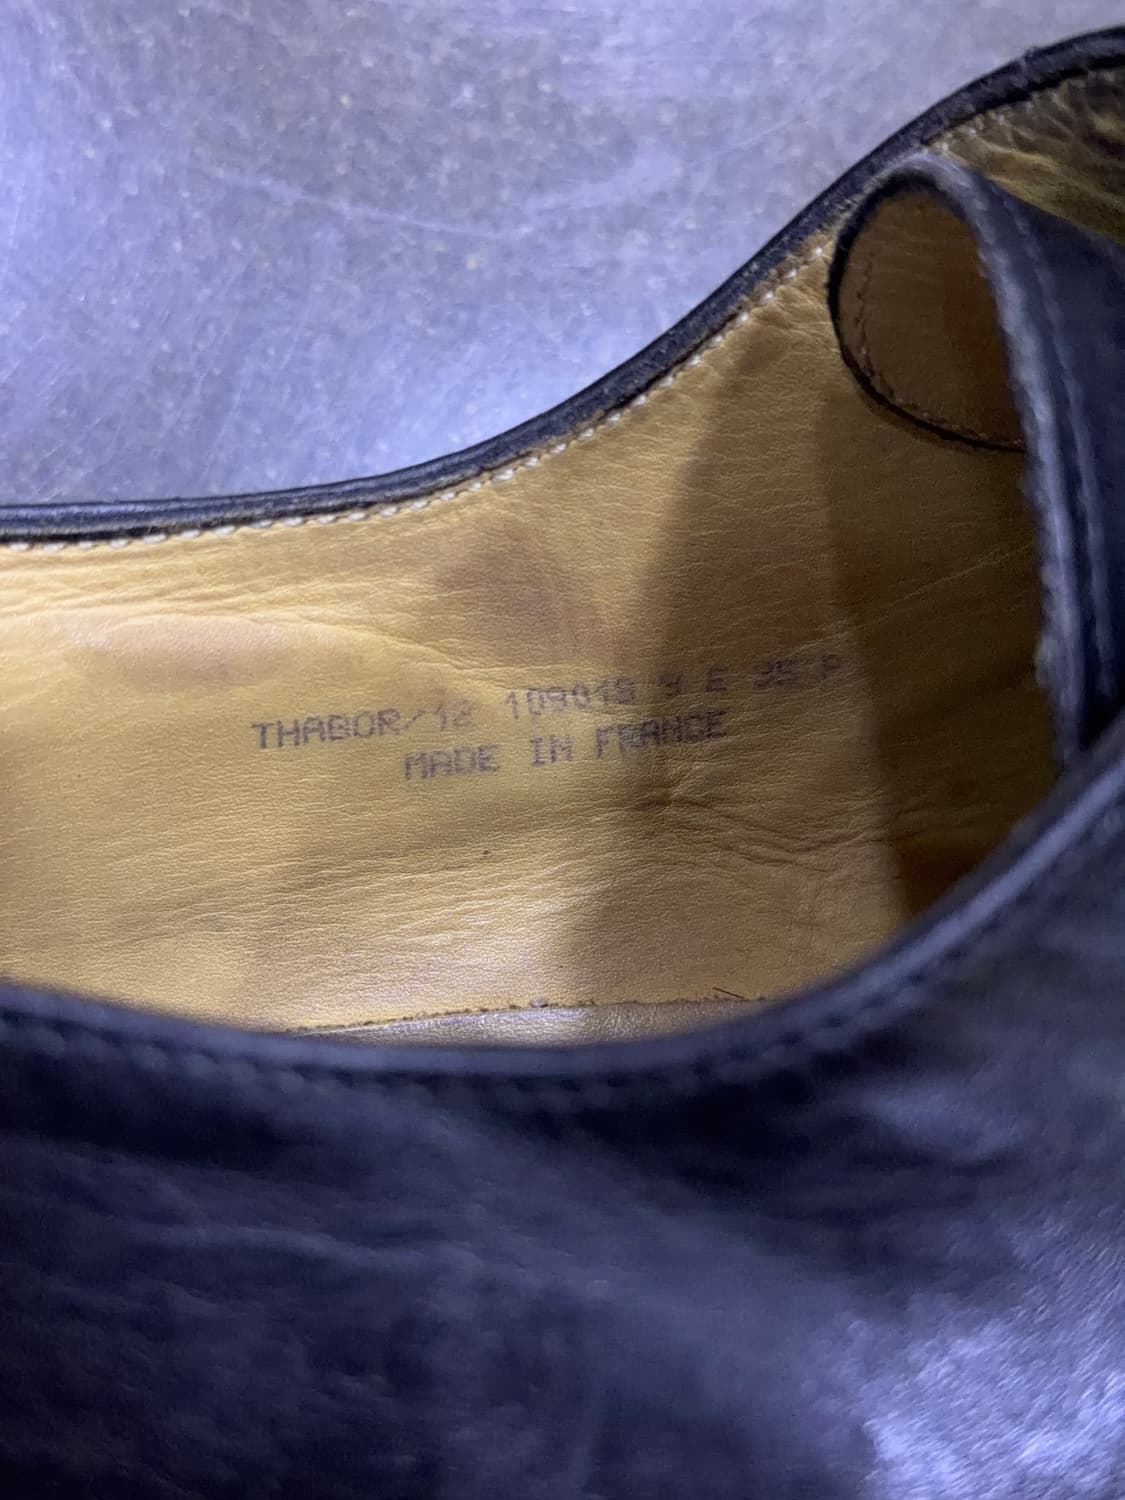 THABOR/12 109015 9 E 35 P
MADE IN FRANCE